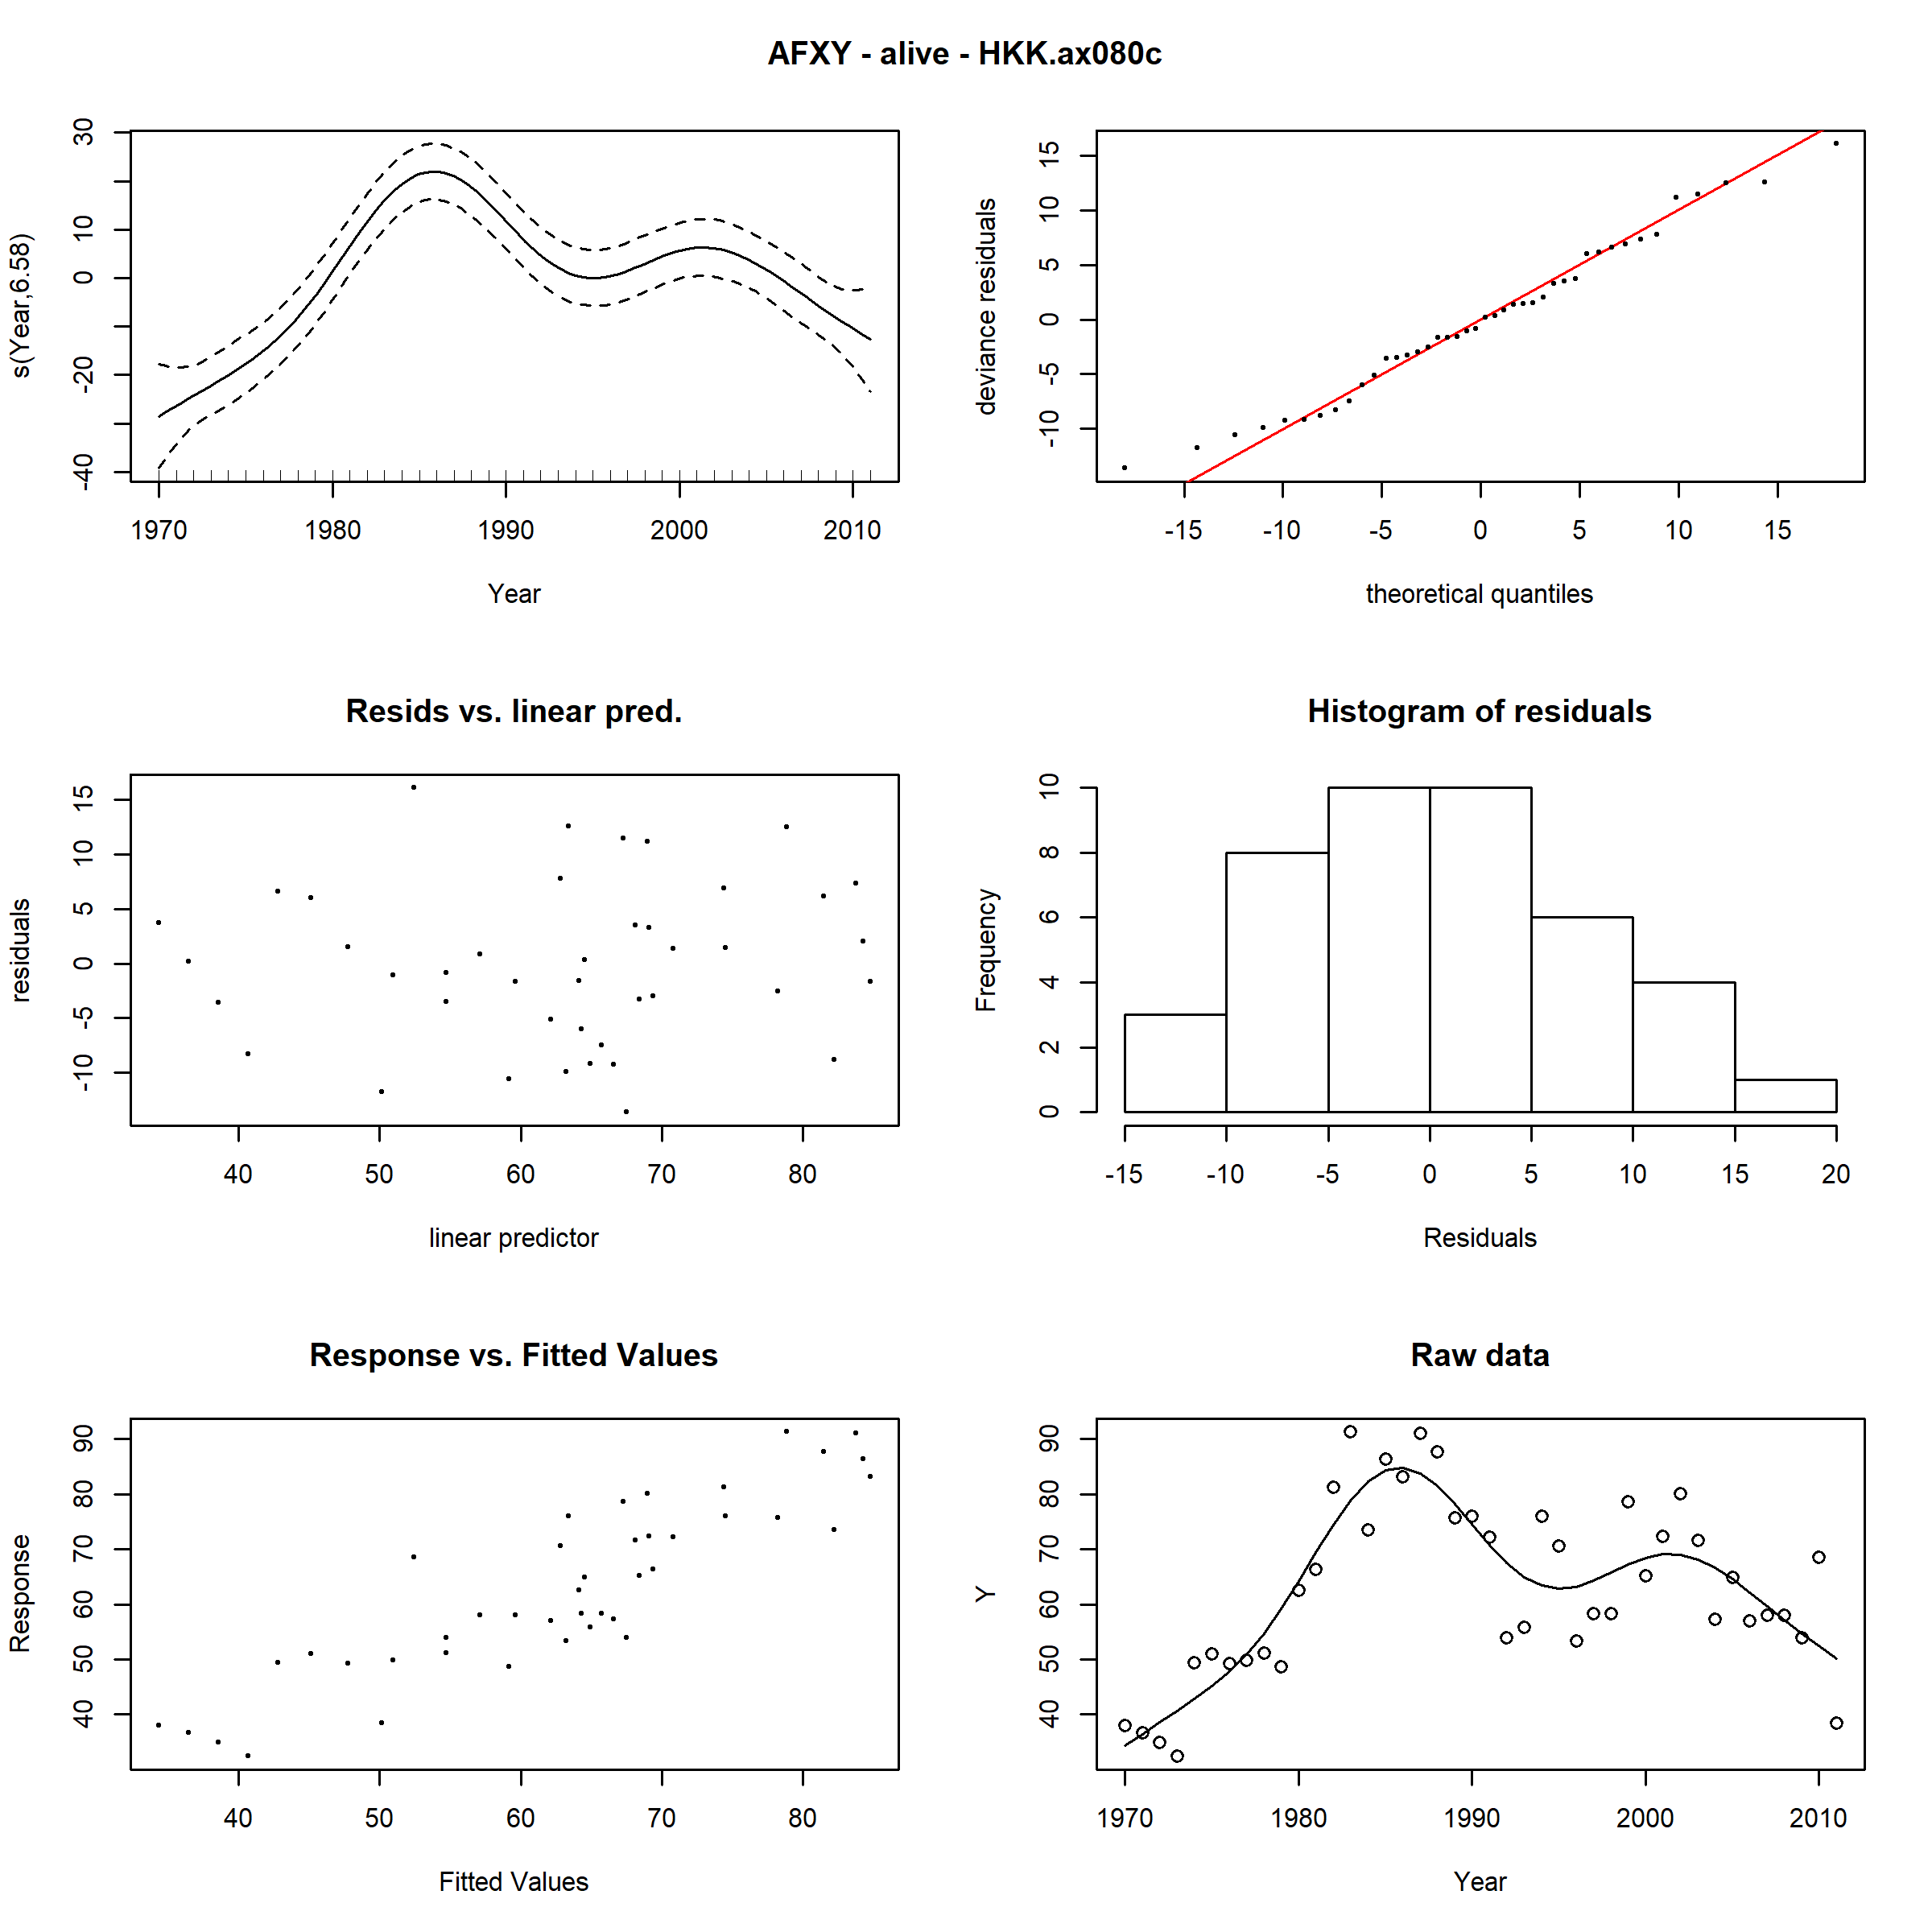 AFXY - alive - HKK.ax080c
s(Year,6.58)
30
10
0
-20
-40
1970 1980 1990 2000 2010
Year
deviance residuals
15
10
5
0
-5
-10
-15 -10 -5 0 5 10 15
theoretical quantiles
Resids vs. linear pred.
residuals
15
10
5
0
-5
-10
40 50 60 70 80
linear predictor
Histogram of residuals
Frequency
10
8
6
4
2
0
-15 -10 -5 0 5 10 15 20
Residuals
Response vs. Fitted Values
Response
90
80
70
60
50
40
40 50 60 70 80
Fitted Values
Raw data
Y
90
80
70
60
50
40
1970 1980 1990 2000 2010
Year